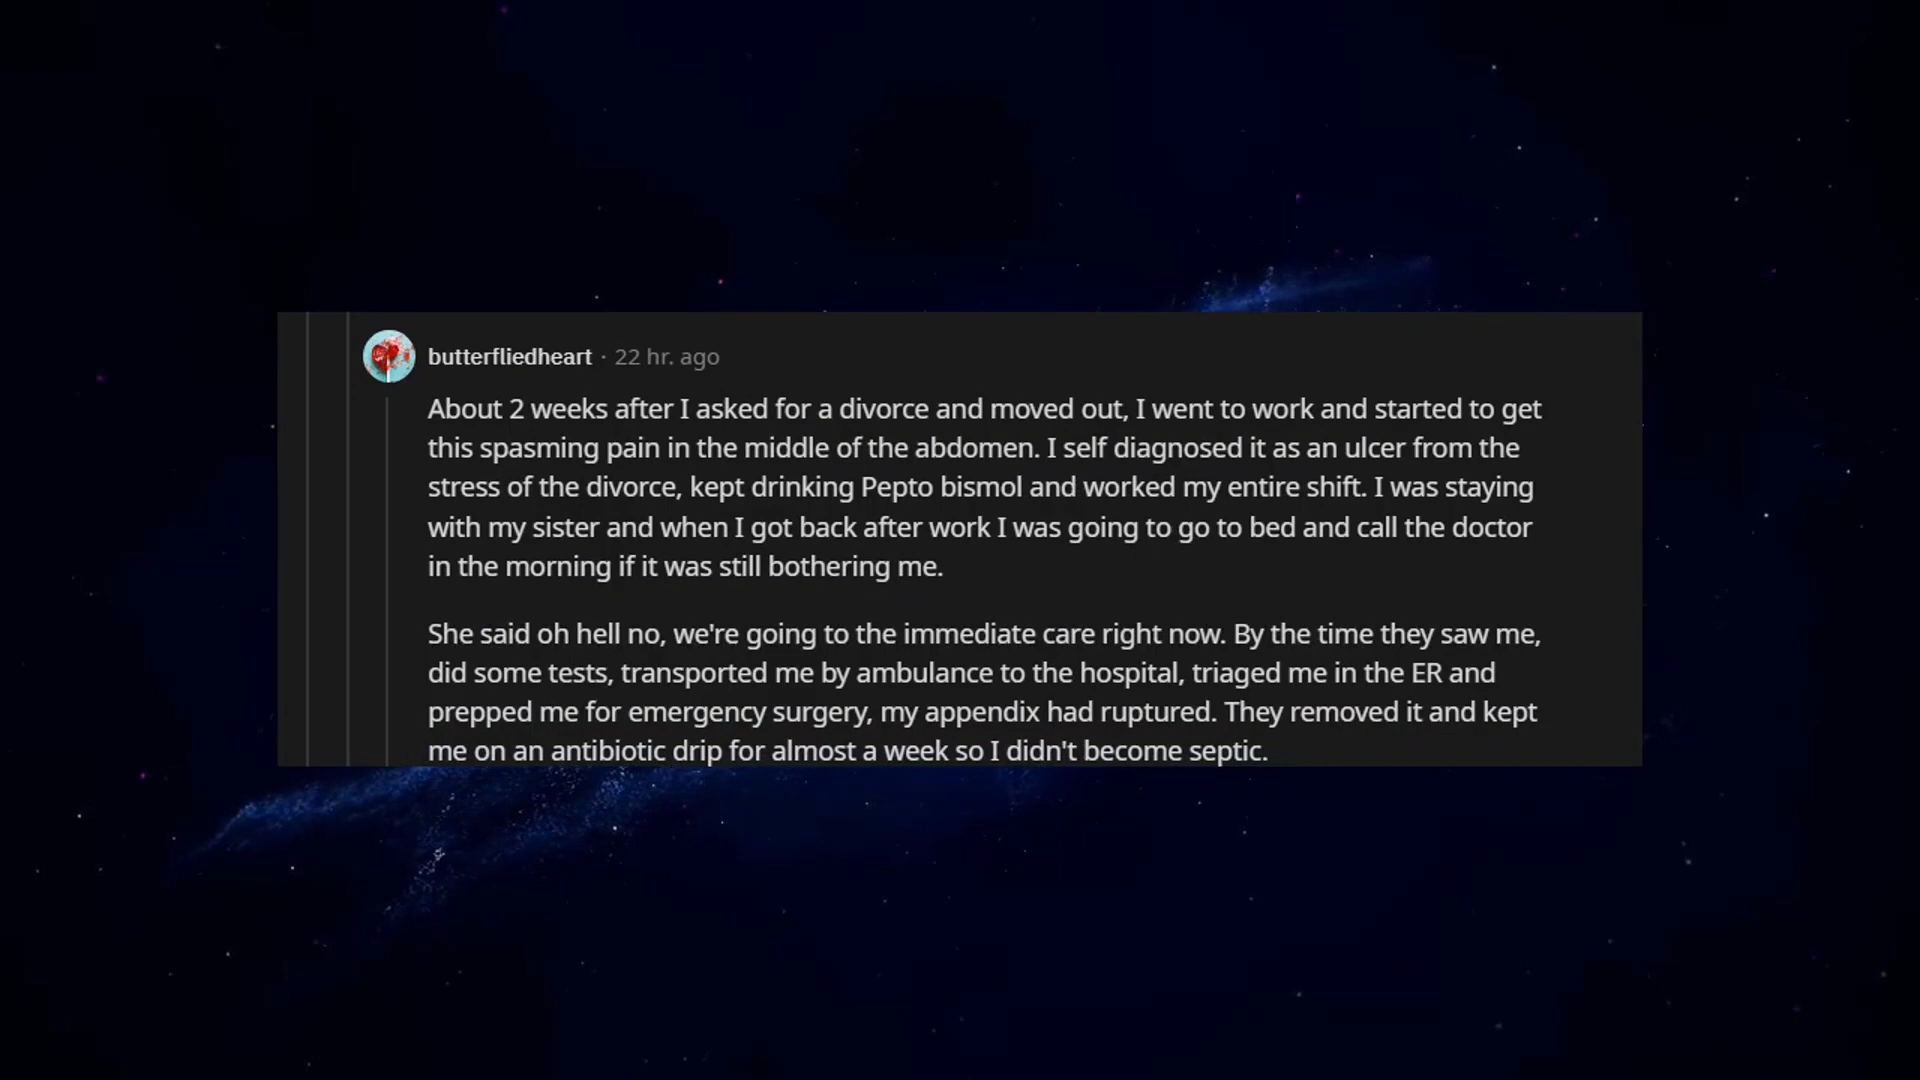 butterfliedheart · 22 hr. ago
About 2 weeks after I asked for a divorce and moved out, I went to work and started to get
this spasming pain in the middle of the abdomen. I self diagnosed it as an ulcer from the
stress of the divorce, kept drinking Pepto bismol and worked my entire shift. I was staying
with my sister and when I got back after work I was going to go to bed and call the doctor
in the morning if it was still bothering me.
She said oh hell no, we're going to the immediate care right now. By the time they saw me,
did some tests, transported me by ambulance to the hospital, triaged me in the ER and
prepped me for emergency surgery, my appendix had ruptured. They removed it and kept
me on an antibiotic drip for almost a week so I didn't become septic.